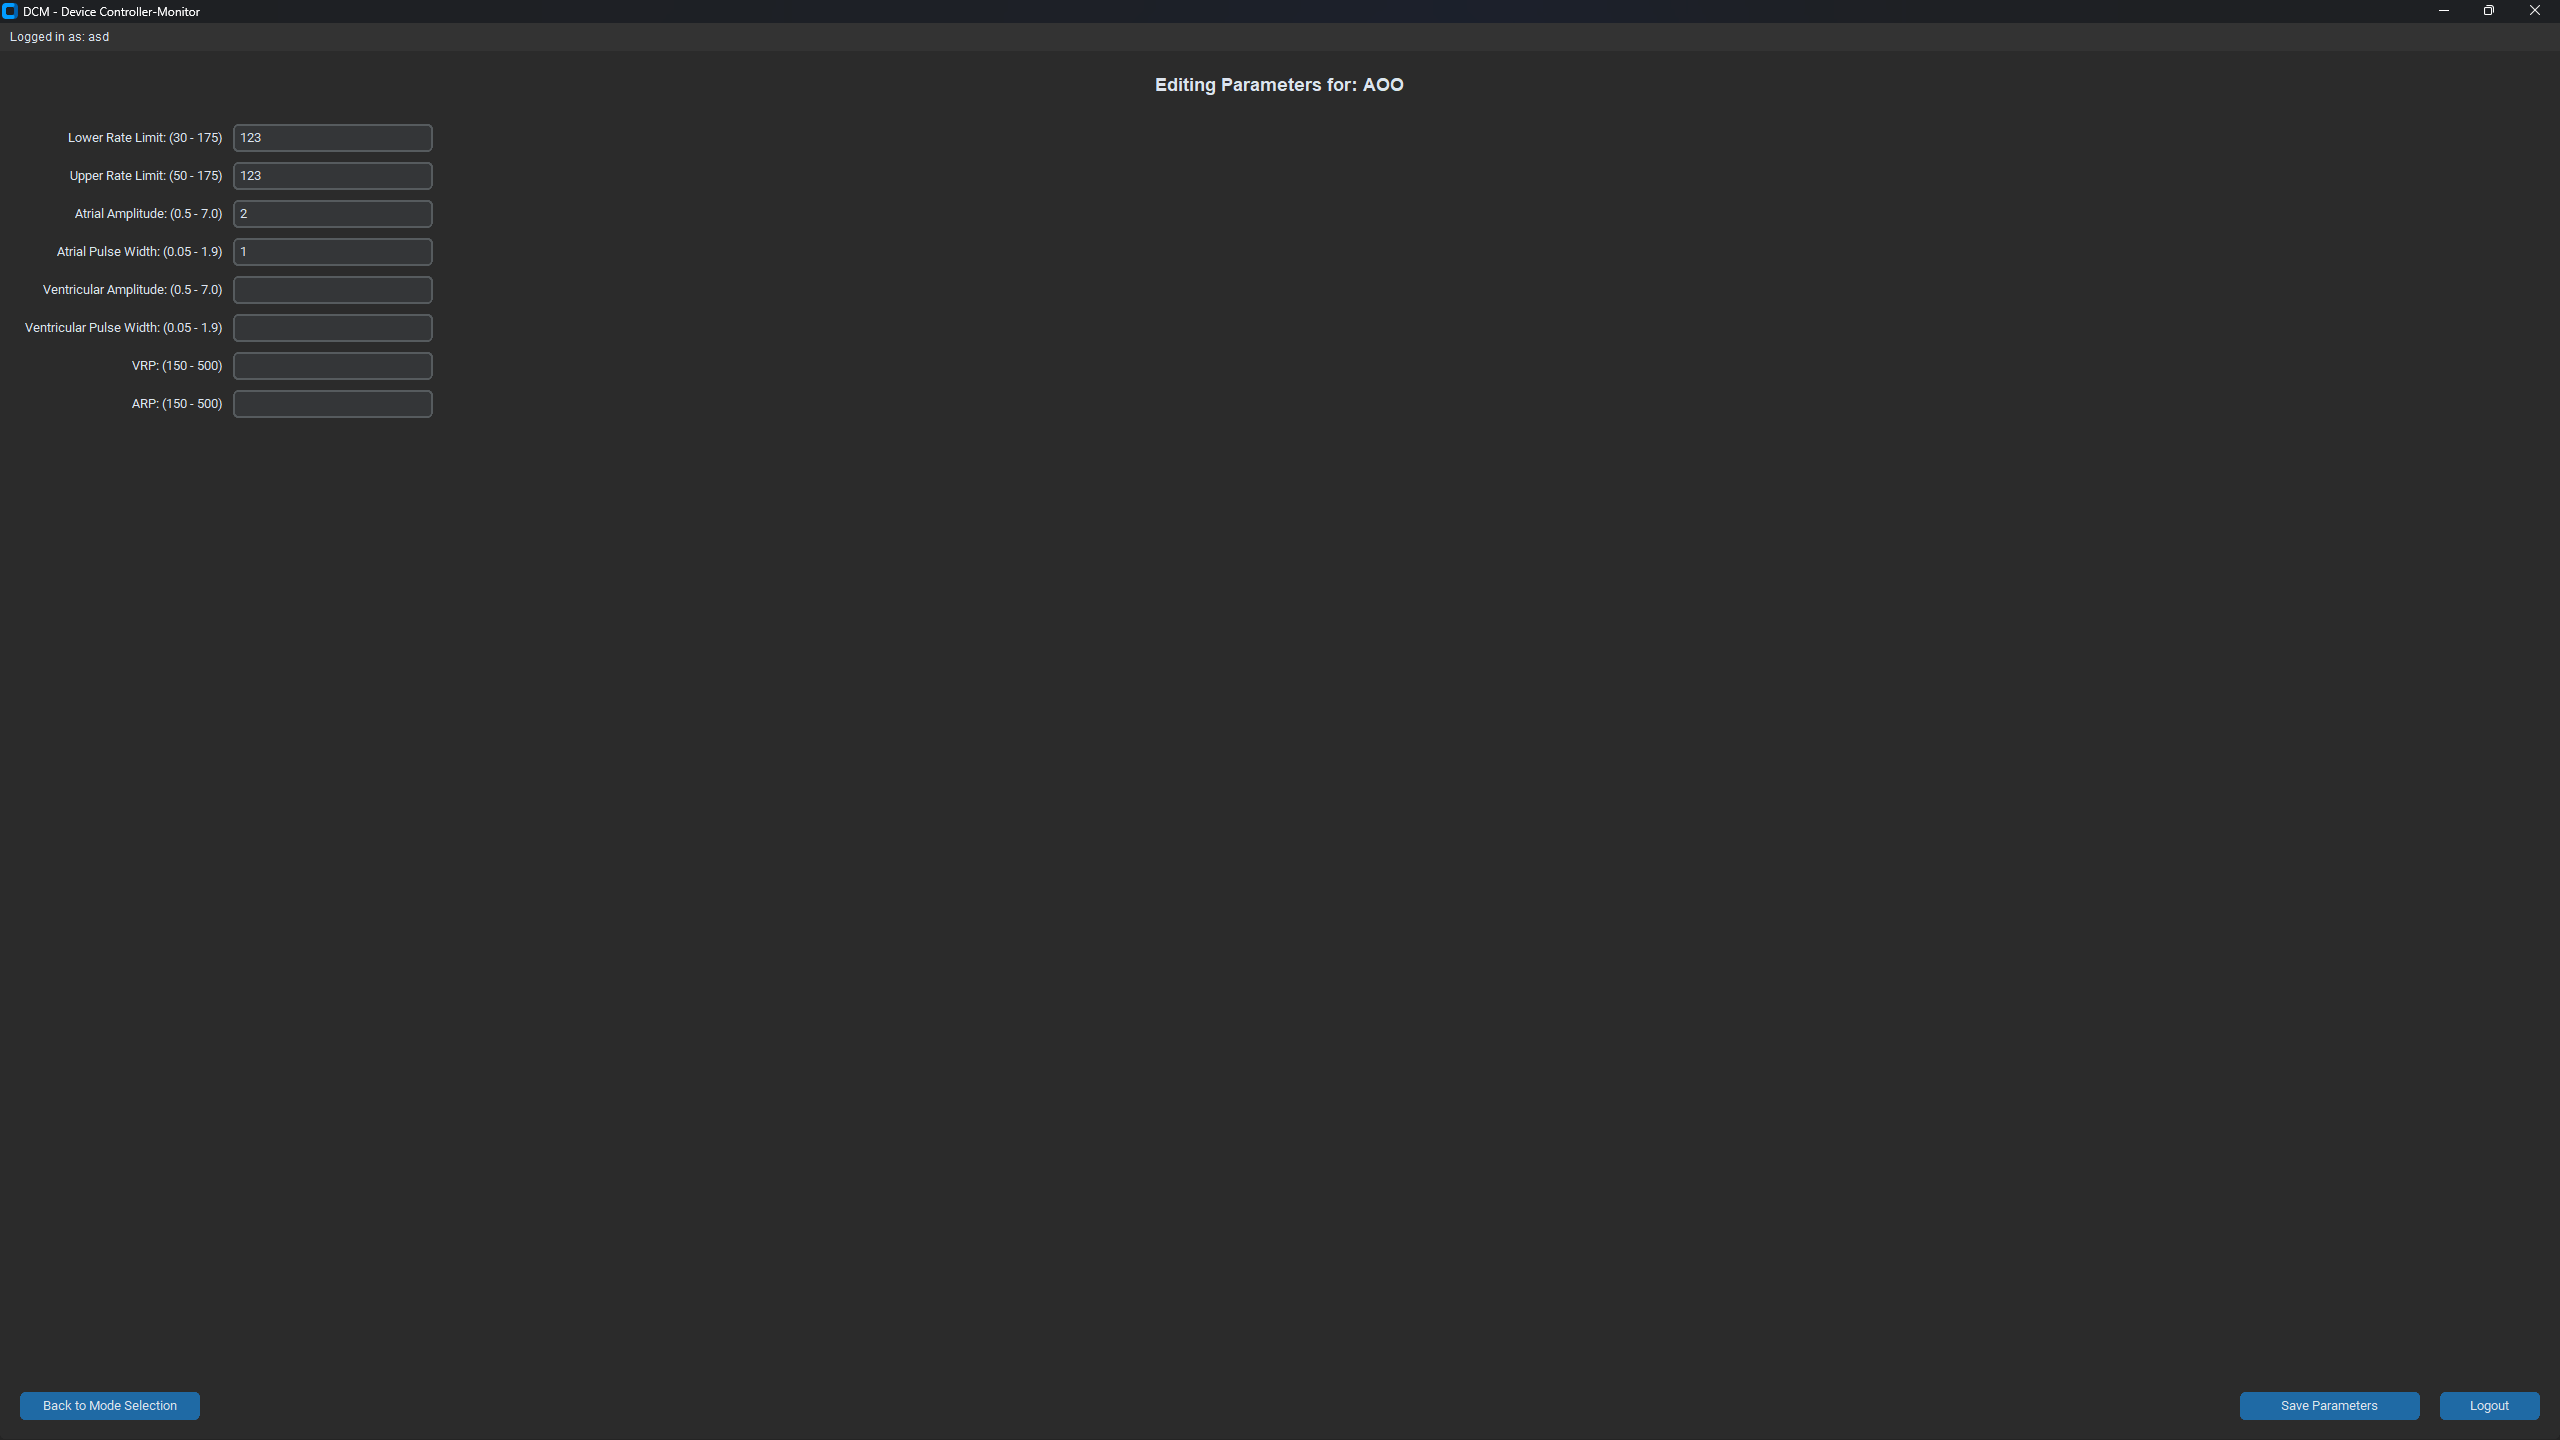 DCM - Device Controller-Monitor
Logged in as: asd
Editing Parameters for: AOO
Lower Rate Limit: (30 - 175) 123
Upper Rate Limit: (50 - 175) 123
Atrial Amplitude: (0.5 - 7.0) 2
Atrial Pulse Width: (0.05 - 1.9) 1
Ventricular Amplitude: (0.5 - 7.0)
Ventricular Pulse Width: (0.05 - 1.9)
VRP: (150 - 500)
ARP: (150 - 500)
Back to Mode Selection Save Parameters Logout